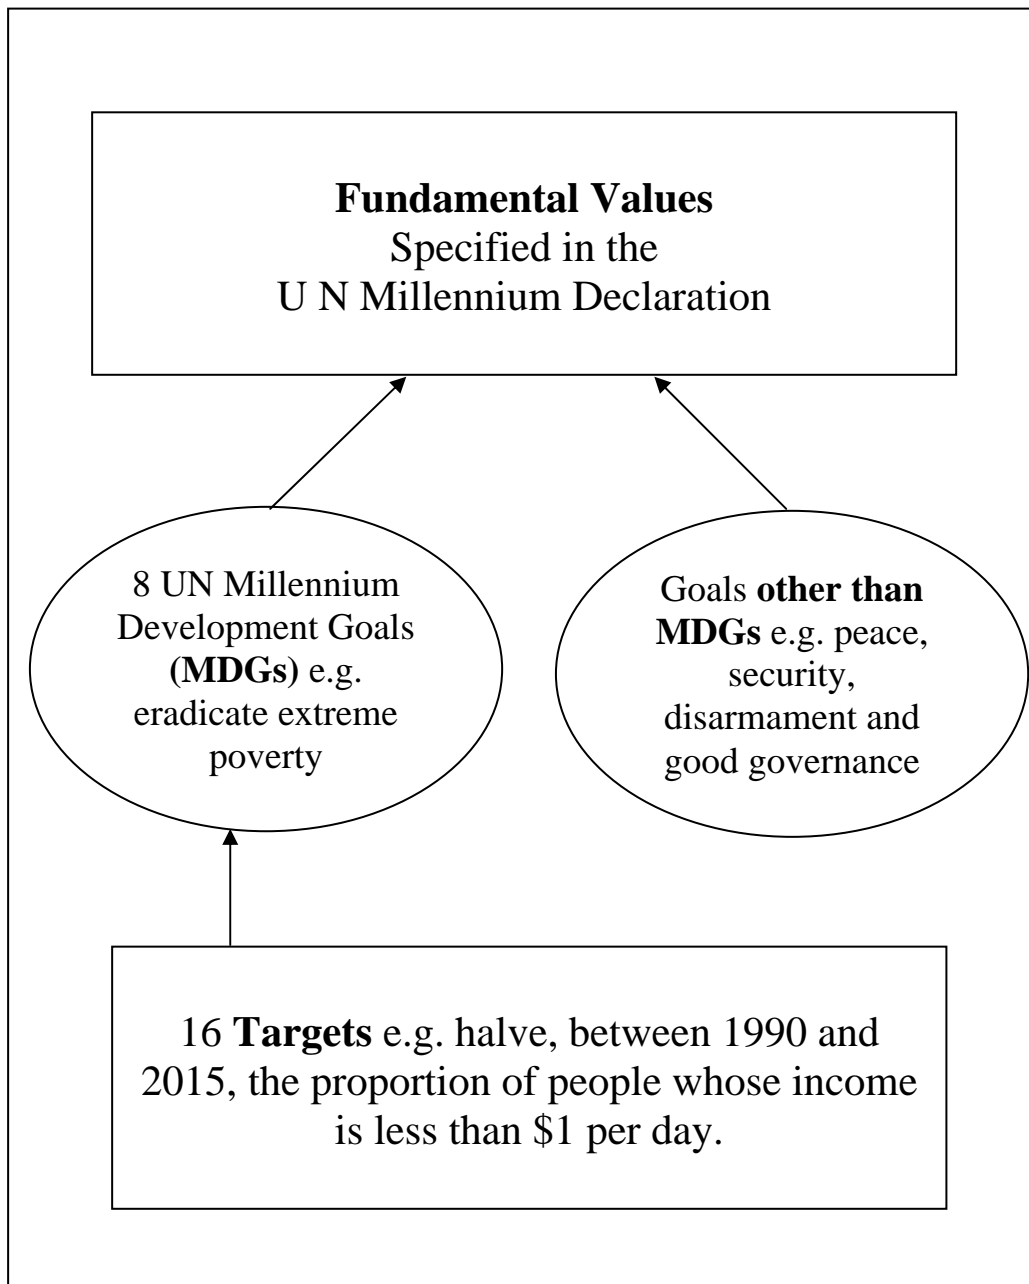 Fundamental Values
Specified in the
U N Millennium Declaration
8 UN Millennium
Development Goals
(MDGs) e.g.
eradicate extreme
poverty
Goals other than
MDGs e.g. peace,
security,
disarmament and
good governance
16 Targets e.g. halve, between 1990 and
2015, the proportion of people whose income
is less than $1 per day.